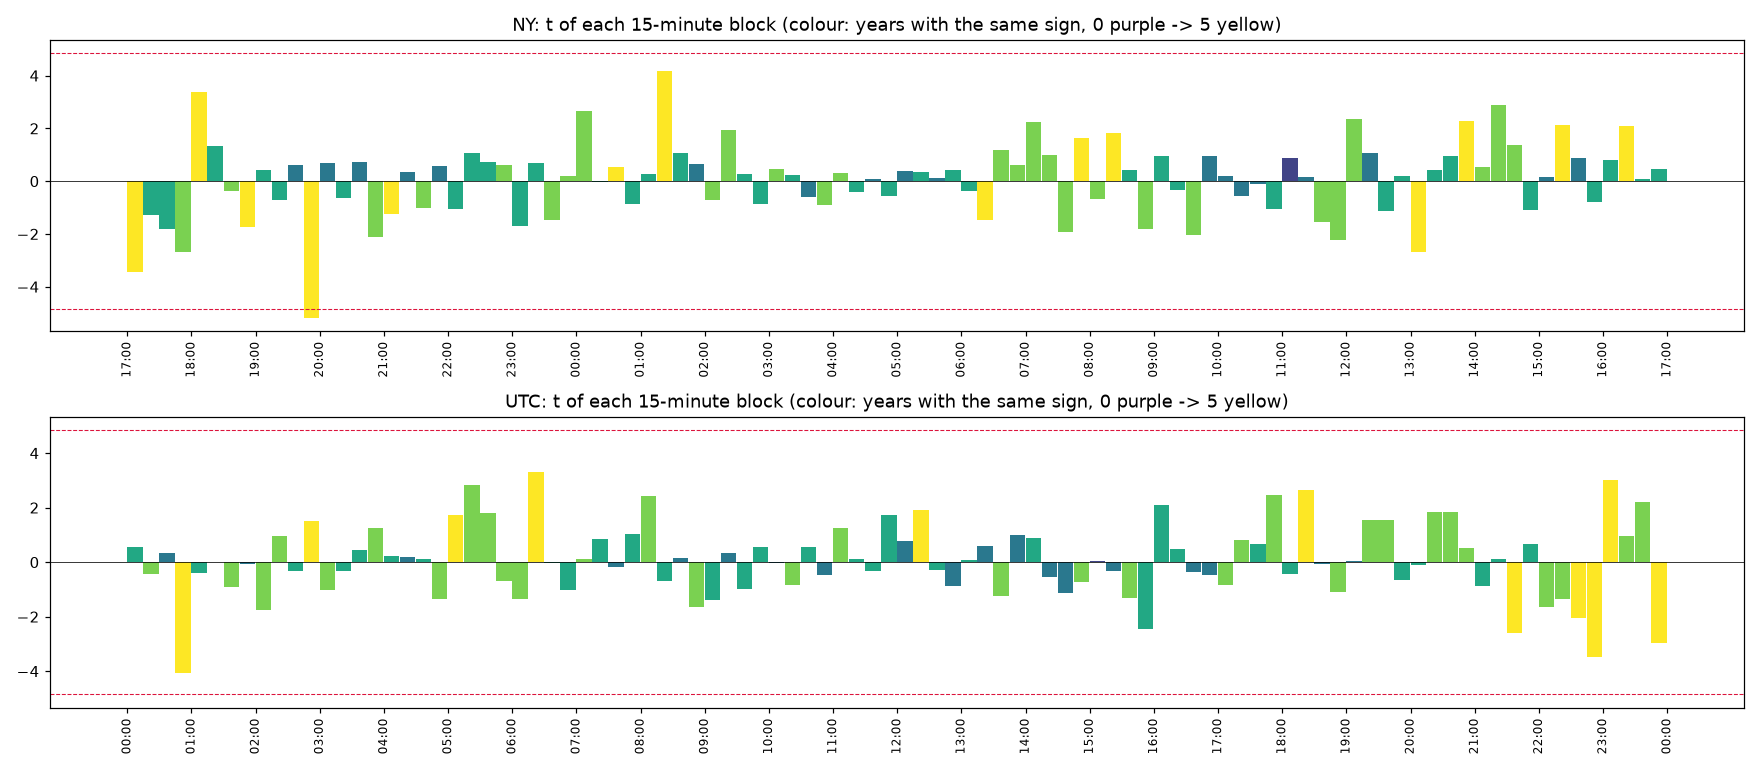 NY: t of each 15-minute block (colour: years with the same sign, 0 purple -> 5 yellow)
4
2
0
−2
−4
17:00 18:00 19:00 20:00 21:00 22:00 23:00 00:00 01:00 02:00 03:00 04:00 05:00 06:00 07:00 08:00 09:00 10:00 11:00 12:00 13:00 14:00 15:00 16:00 17:00
UTC: t of each 15-minute block (colour: years with the same sign, 0 purple -> 5 yellow)
4
2
0
−2
−4
00:00 01:00 02:00 03:00 04:00 05:00 06:00 07:00 08:00 09:00 10:00 11:00 12:00 13:00 14:00 15:00 16:00 17:00 18:00 19:00 20:00 21:00 22:00 23:00 00:00